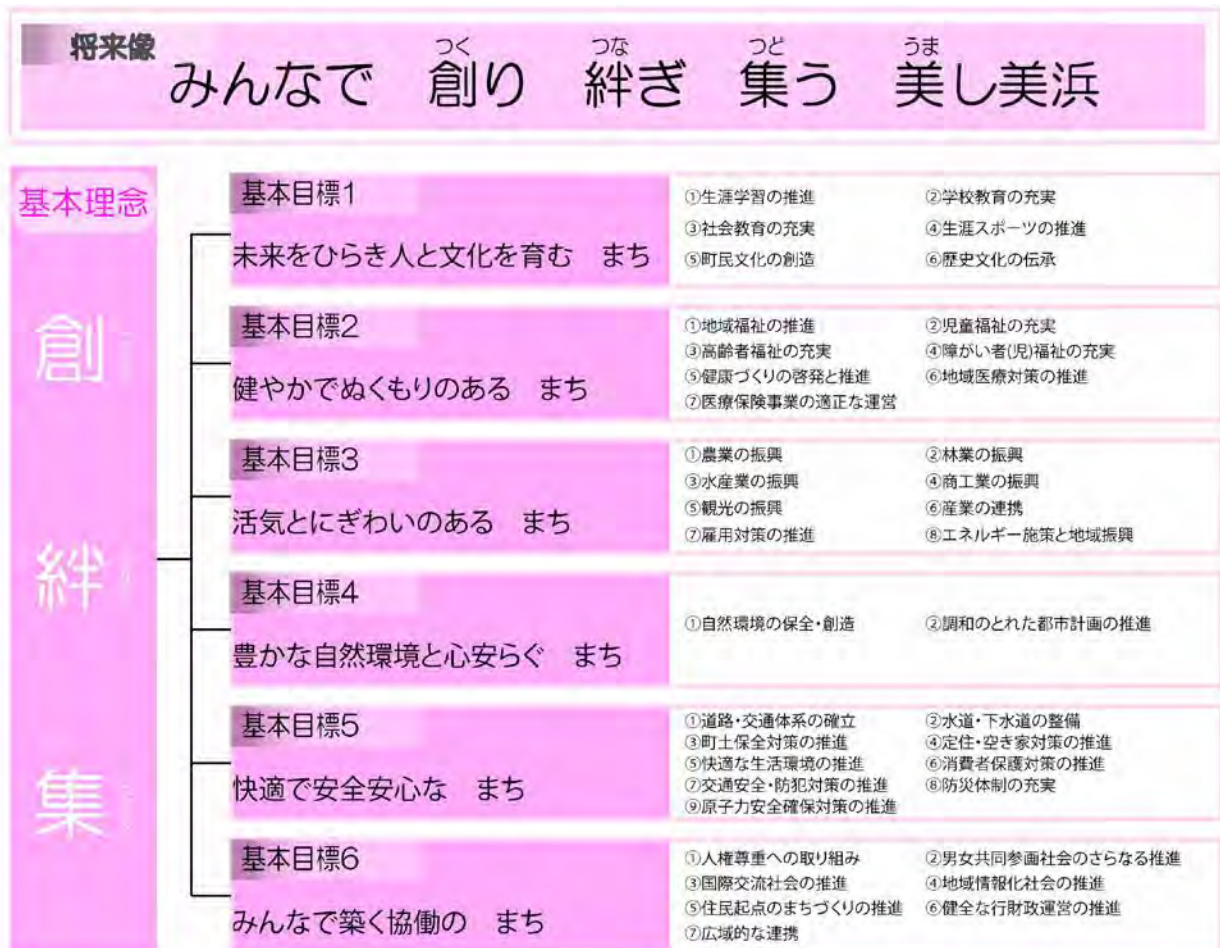 将来像
みんなで 創り 絆ぎ 集う 美し美浜
つく つな つど うま
基本理念
創
絆
集
基本目標1
未来をひらき人と文化を育む まち
①生涯学習の推進 ②学校教育の充実
③社会教育の充実 ④生涯スポーツの推進
⑤町民文化の創造 ⑥歴史文化の伝承
基本目標2
健やかでぬくもりのある まち
①地域福祉の推進 ②児童福祉の充実
③高齢者福祉の充実 ④障がい者(児)福祉の充実
⑤健康づくりの啓発と推進 ⑥地域医療対策の推進
⑦医療保険事業の適正な運営
基本目標3
活気とにぎわいのある まち
①農業の振興 ②林業の振興
③水産業の振興 ④商工業の振興
⑤観光の振興 ⑥産業の連携
⑦雇用対策の推進 ⑧エネルギー施策と地域振興
基本目標4
豊かな自然環境と心安らぐ まち
①自然環境の保全・創造 ②調和のとれた都市計画の推進
基本目標5
快適で安全安心な まち
①道路・交通体系の確立 ②水道・下水道の整備
③町土保全対策の推進 ④定住・空き家対策の推進
⑤快適な生活環境の推進 ⑥消費者保護対策の推進
⑦交通安全・防犯対策の推進 ⑧防災体制の充実
⑨原子力安全確保対策の推進
基本目標6
みんなで築く協働の まち
①人権尊重への取り組み ②男女共同参画社会のさらなる推進
③国際交流社会の推進 ④地域情報化社会の推進
⑤住民起点のまちづくりの推進 ⑥健全な行財政運営の推進
⑦広域的な連携